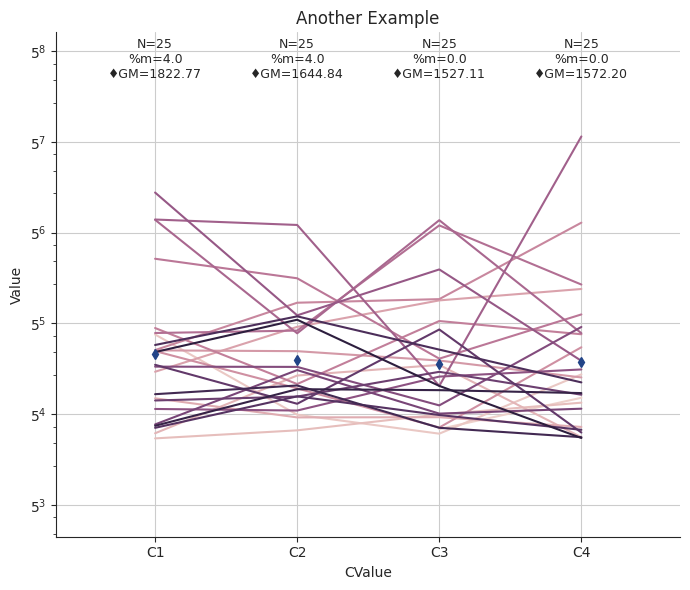 Another Example
N=25 N=25 N=25 N=25
%m=4.0 %m=4.0 %m=0.0 %m=0.0
♦GM=1822.77 ♦GM=1644.84 ♦GM=1527.11 ♦GM=1572.20
5⁸
5⁷
5⁶
5⁵
5⁴
5³
Value
C1 C2 C3 C4
CValue